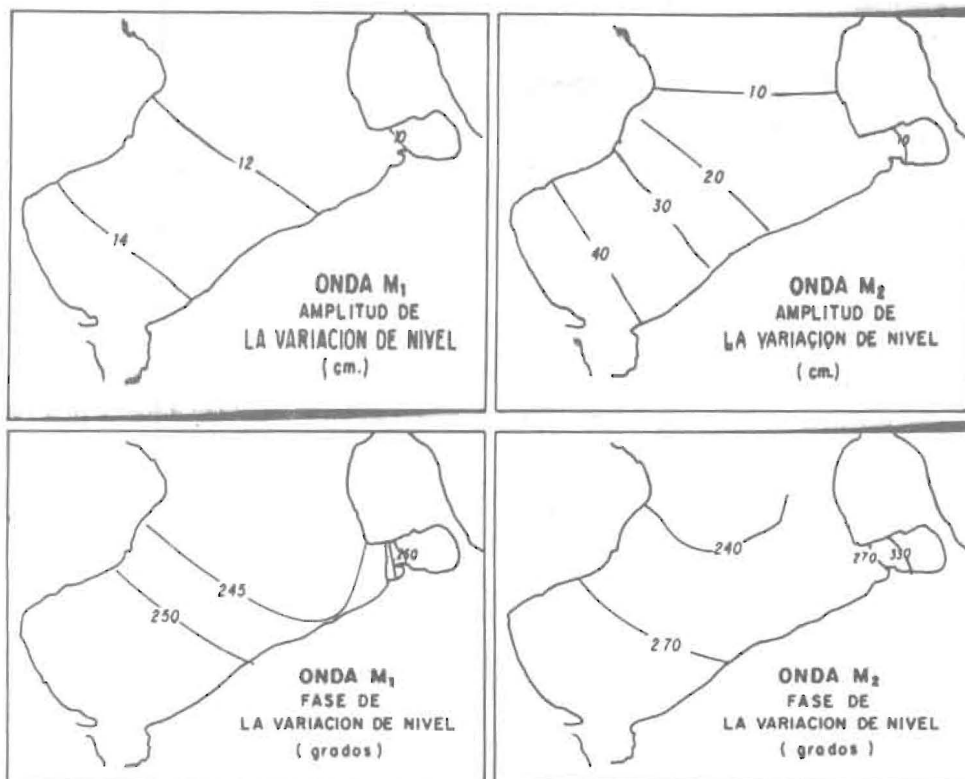 12
10
14
ONDA M1
AMPLITUD DE
LA VARIACION DE NIVEL
(cm.)
10
10
20
30
40
ONDA M2
AMPLITUD DE
LA VARIACION DE NIVEL
(cm.)
260
245
250
ONDA M1
FASE DE
LA VARIACION DE NIVEL
(grados)
240
270
330
270
ONDA M2
FASE DE
LA VARIACION DE NIVEL
(grados)